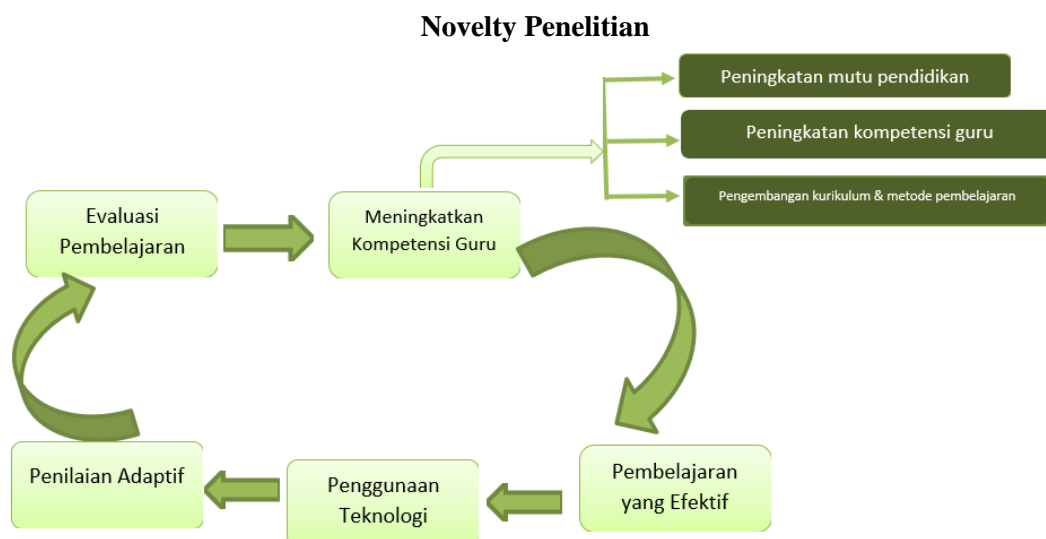 Novelty Penelitian
Peningkatan mutu pendidikan
Peningkatan kompetensi guru
Pengembangan kurikulum & metode pembelajaran
Evaluasi
Pembelajaran
Meningkatkan
Kompetensi Guru
Pembelajaran
yang Efektif
Penggunaan
Teknologi
Penilaian Adaptif